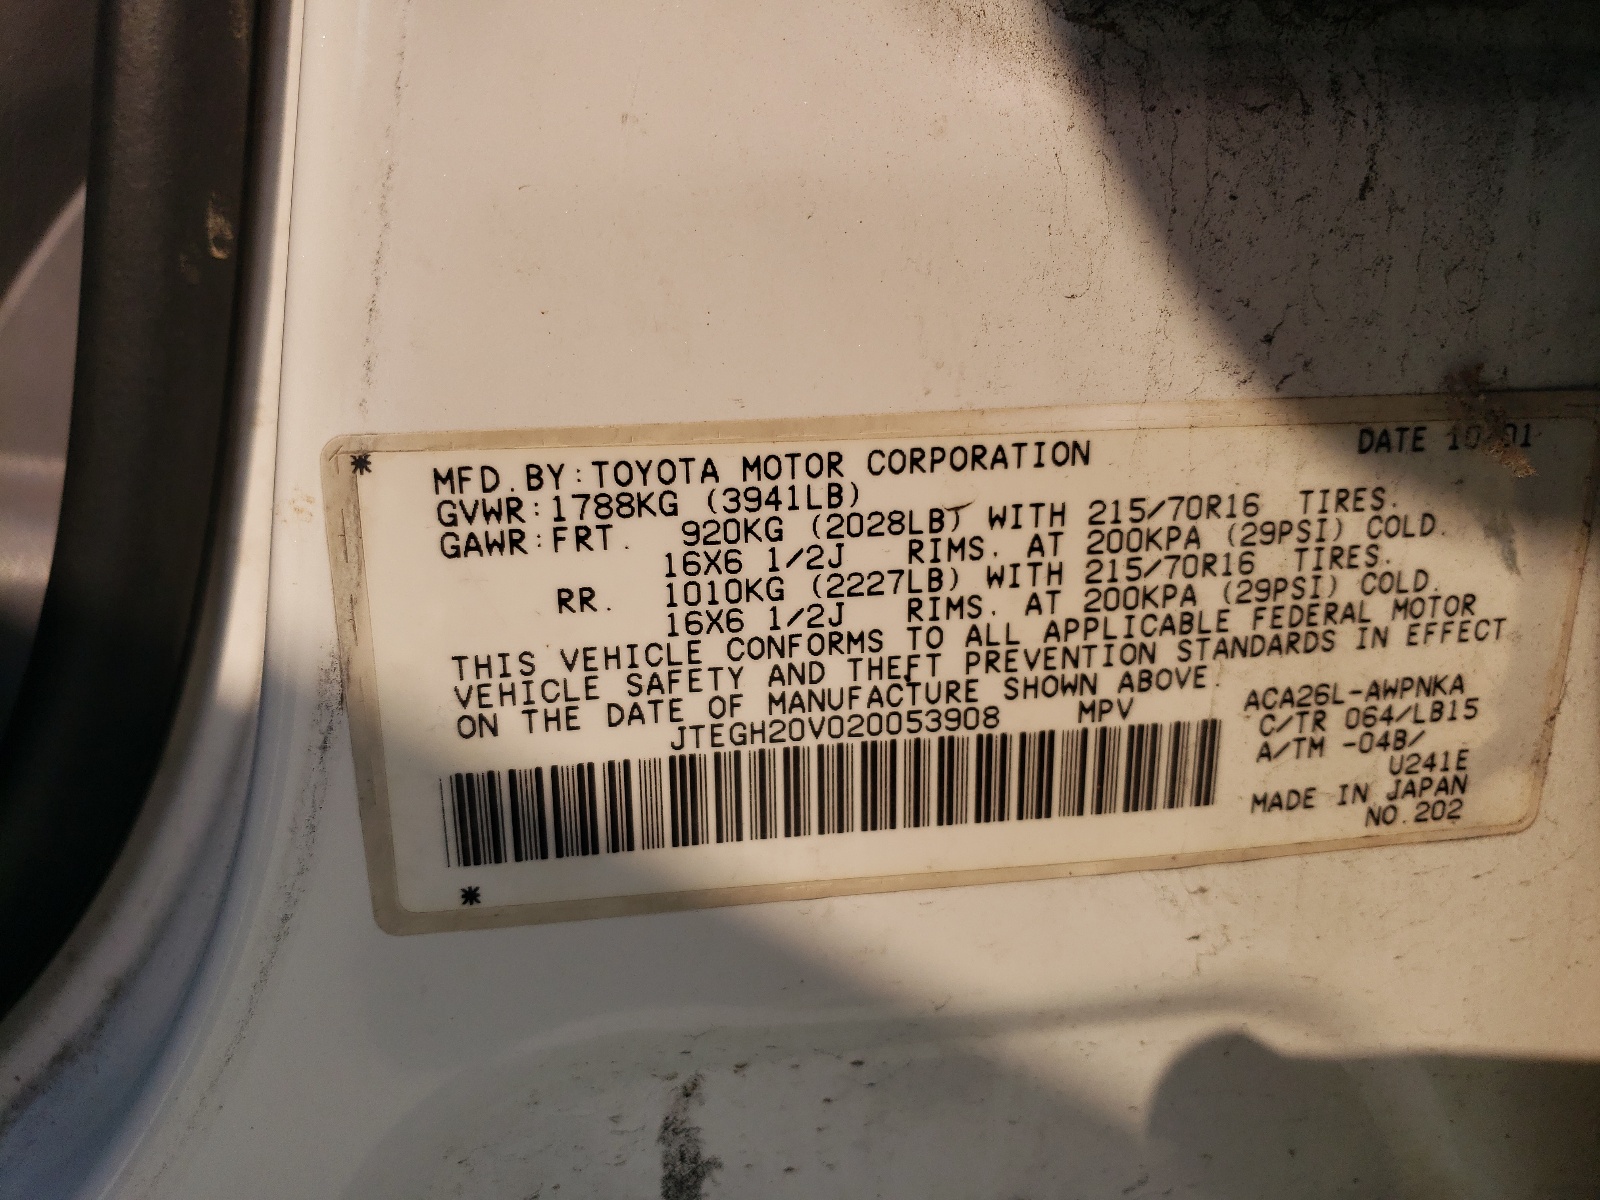 MFD. BY: TOYOTA MOTOR CORPORATION DATE 10/01
GVWR: 1788KG (3941LB)
GAWR: FRT. 920KG (2028LB) WITH 215/70R16 TIRES.
16X6 1/2J RIMS. AT 200KPA (29PSI) COLD.
RR. 1010KG (2227LB) WITH 215/70R16 TIRES.
16X6 1/2J RIMS. AT 200KPA (29PSI) COLD.
THIS VEHICLE CONFORMS TO ALL APPLICABLE FEDERAL MOTOR
VEHICLE SAFETY AND THEFT PREVENTION STANDARDS IN EFFECT
ON THE DATE OF MANUFACTURE SHOWN ABOVE.
JTEGH20V020053908 MPV
ACA26L-AWPNKA
C/TR 064/LB15
A/TM -04B/
U241E
MADE IN JAPAN
NO.202